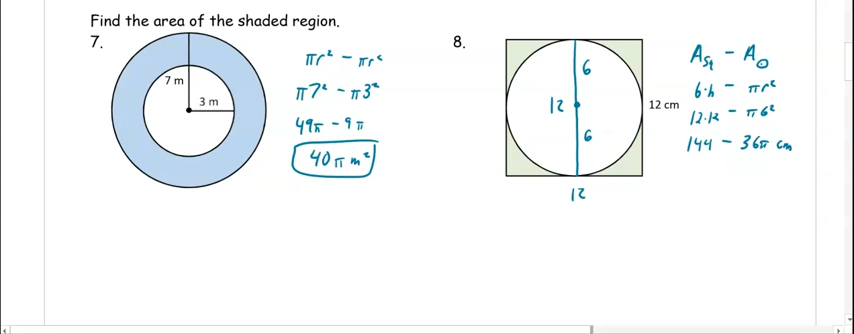 Find the area of the shaded region.
7.
7 m
3 m
πr² - πr²
π7² - π3²
49π - 9π
40π m²
8.
6
12
6
12 cm
12
A_Sq - A_⊙
b·h - πr²
12·12 - π6²
144 - 36π cm